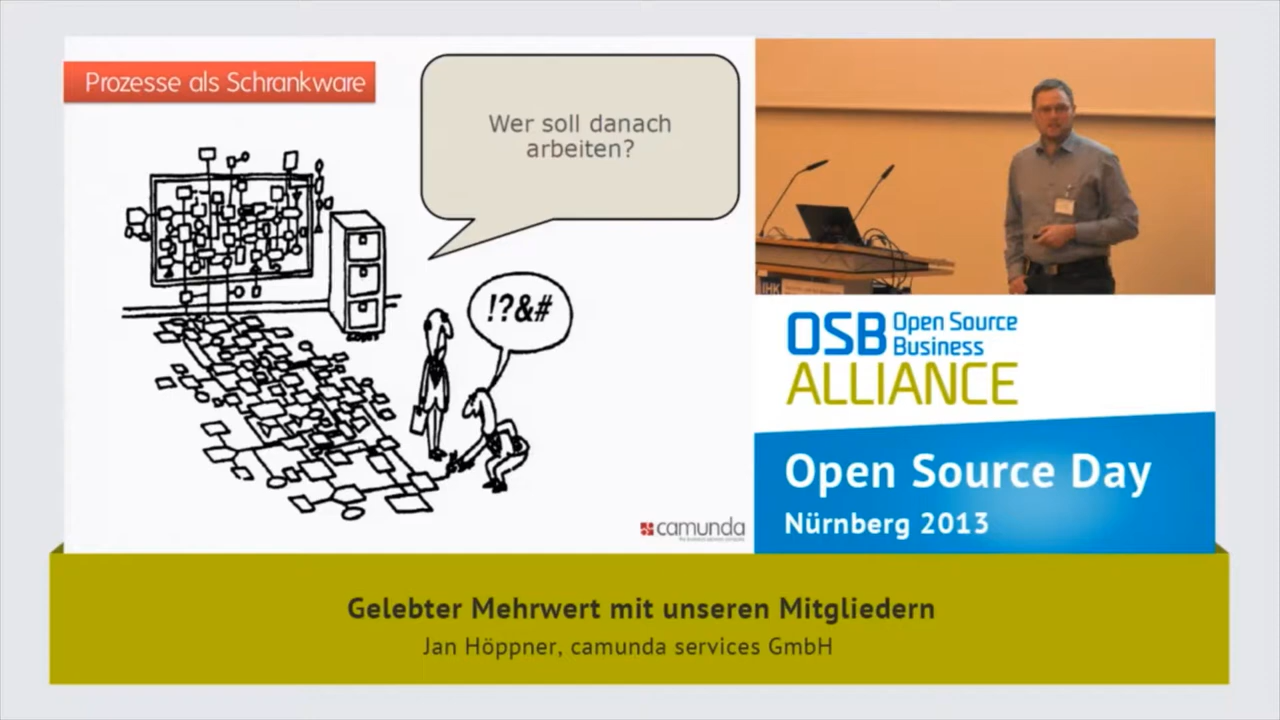 Prozesse als Schrankware
Wer soll danach
arbeiten?
!?&#
camunda
IHK
OSB Open Source
Business
ALLIANCE
Open Source Day
Nürnberg 2013
Gelebter Mehrwert mit unseren Mitgliedern
Jan Höppner, camunda services GmbH